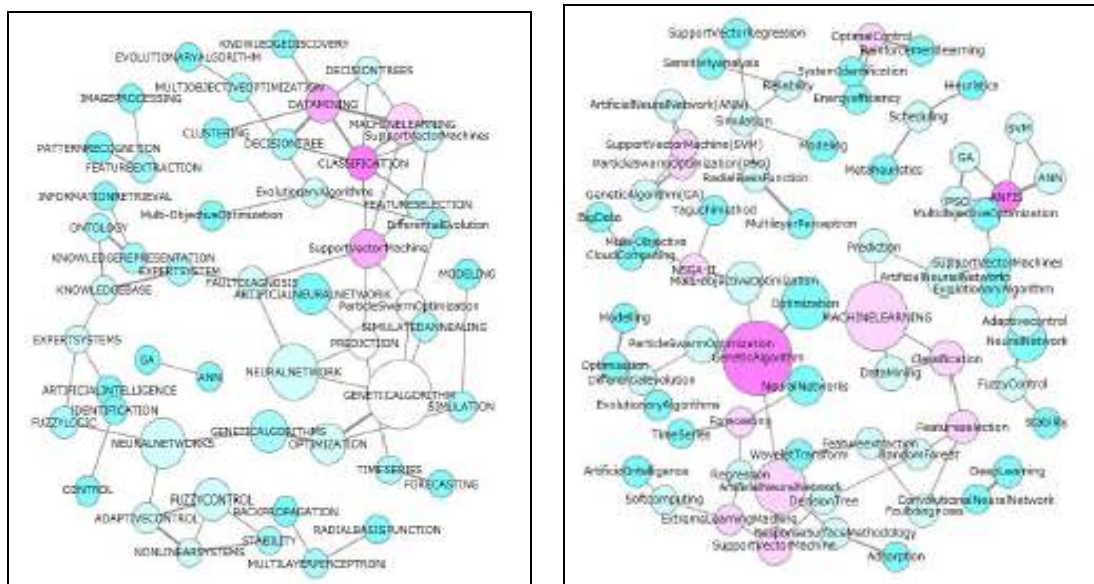 KNOWLEDGEDISCOVERY
EVOLUTIONARYALGORITHM
DECISIONTREES
MULTIOBJECTIVEOPTIMIZATION
IMAGEPROCESSING
DATAMINING
MACHINELEARNING
CLUSTERING
SupportVectorMachines
DECISIONTREE
PATTERNRECOGNITION
CLASSIFICATION
FEATUREEXTRACTION
EvolutionaryAlgorithms
INFORMATIONRETRIEVAL
FEATURESELECTION
Multi-ObjectiveOptimization
DifferentialEvolution
ONTOLOGY
SupportVectorMachine
KNOWLEDGEREPRESENTATION
EXPERTSYSTEM
MODELING
FAULTDIAGNOSIS
KNOWLEDGEBASE
ARTIFICIALNEURALNETWORK
ParticleSwarmOptimization
SIMULATEDANNEALING
EXPERTSYSTEMS
PREDICTION
GA
ANN
NEURALNETWORK
ARTIFICIALINTELLIGENCE
GENETICALGORITHM
IDENTIFICATION
SIMULATION
FUZZYLOGIC
GENETICALGORITHMS
NEURALNETWORKS
OPTIMIZATION
TIMESERIES
FORECASTING
CONTROL
FUZZYCONTROL
BACKPROPAGATION
ADAPTIVECONTROL
RADIALBASISFUNCTION
STABILITY
NONLINEARSYSTEMS
MULTILAYERPERCEPTRON
SupportVectorRegression
OptimalControl
Reinforcementlearning
Sensitivityanalysis
SystemIdentification
Reliability
Heuristics
Energyefficiency
ArtificialNeuralNetwork(ANN)
Scheduling
Simulation
SVM
SupportVectorMachine(SVM)
Modeling
GA
ParticleSwarmOptimization(PSO)
Metaheuristics
RadialBasisFunction
ANN
GeneticAlgorithm(GA)
PSO
ANFIS
Taguchimethod
MultiobjectiveOptimization
BigData
MultilayerPerceptron
Multi-Objective
CloudComputing
Prediction
NSGA-II
SupportVectorMachines
MultiobjectiveOptimization
ArtificialNeuralNetworks
EvolutionaryAlgorithm
Optimization
Modelling
MACHINELEARNING
Adaptivecontrol
NeuralNetwork
ParticleSwarmOptimization
GeneticAlgorithm
Classification
Optimisation
DataMining
Differentialevolution
NeuralNetworks
FuzzyControl
EvolutionaryAlgorithms
Forecasting
Featureselection
Stability
TimeSeries
Featureextraction
WaveletTransform
RandomForest
ArtificialIntelligence
Regression
DeepLearning
ArtificialNeuralNetwork
DecisionTree
Softcomputing
ConvolutionalNeuralNetwork
Faultdiagnosis
ExtremeLearningMachine
ResponseSurfaceMethodology
SupportVectorMachine
Adsorption